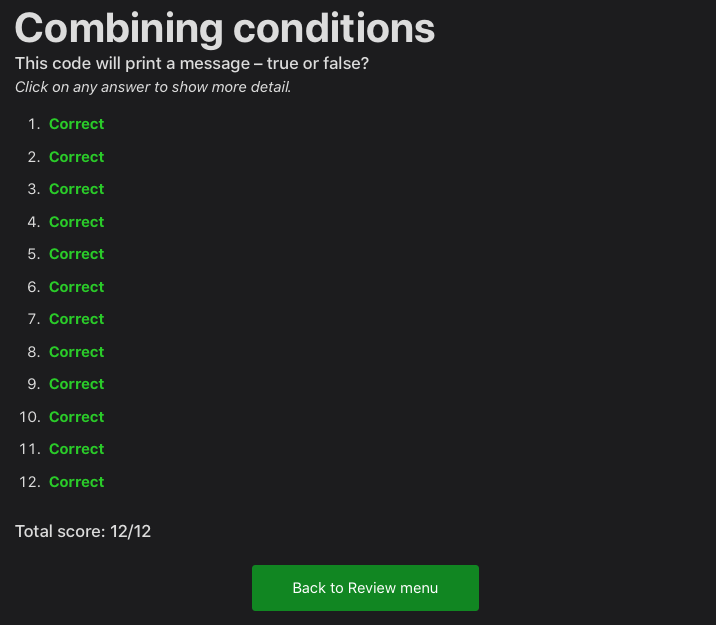 Combining conditions
This code will print a message – true or false?
Click on any answer to show more detail.
1. Correct
2. Correct
3. Correct
4. Correct
5. Correct
6. Correct
7. Correct
8. Correct
9. Correct
10. Correct
11. Correct
12. Correct
Total score: 12/12
Back to Review menu